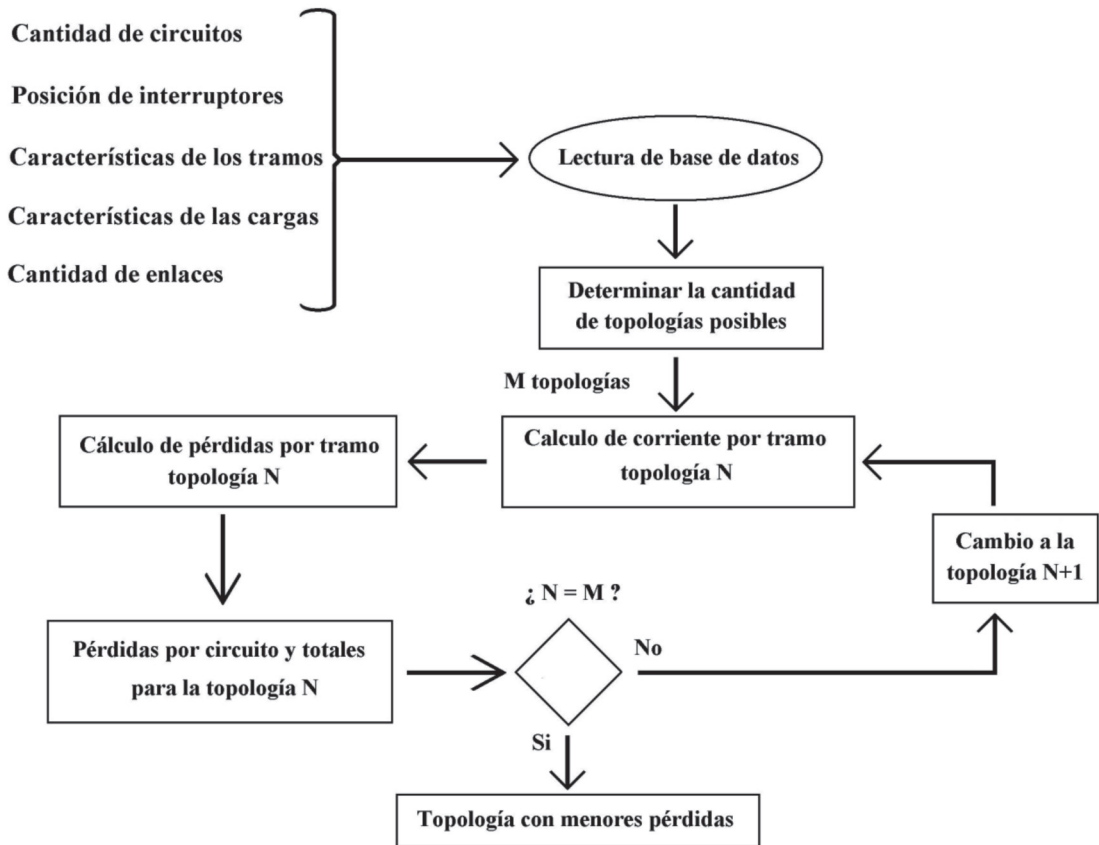 Cantidad de circuitos
Posición de interruptores
Características de los tramos
Características de las cargas
Cantidad de enlaces
Lectura de base de datos
Determinar la cantidad
de topologías posibles
M topologías
Calculo de corriente por tramo
topología N
Cálculo de pérdidas por tramo
topología N
Pérdidas por circuito y totales
para la topología N
¿ N = M ?
No
Cambio a la
topología N+1
Si
Topología con menores pérdidas